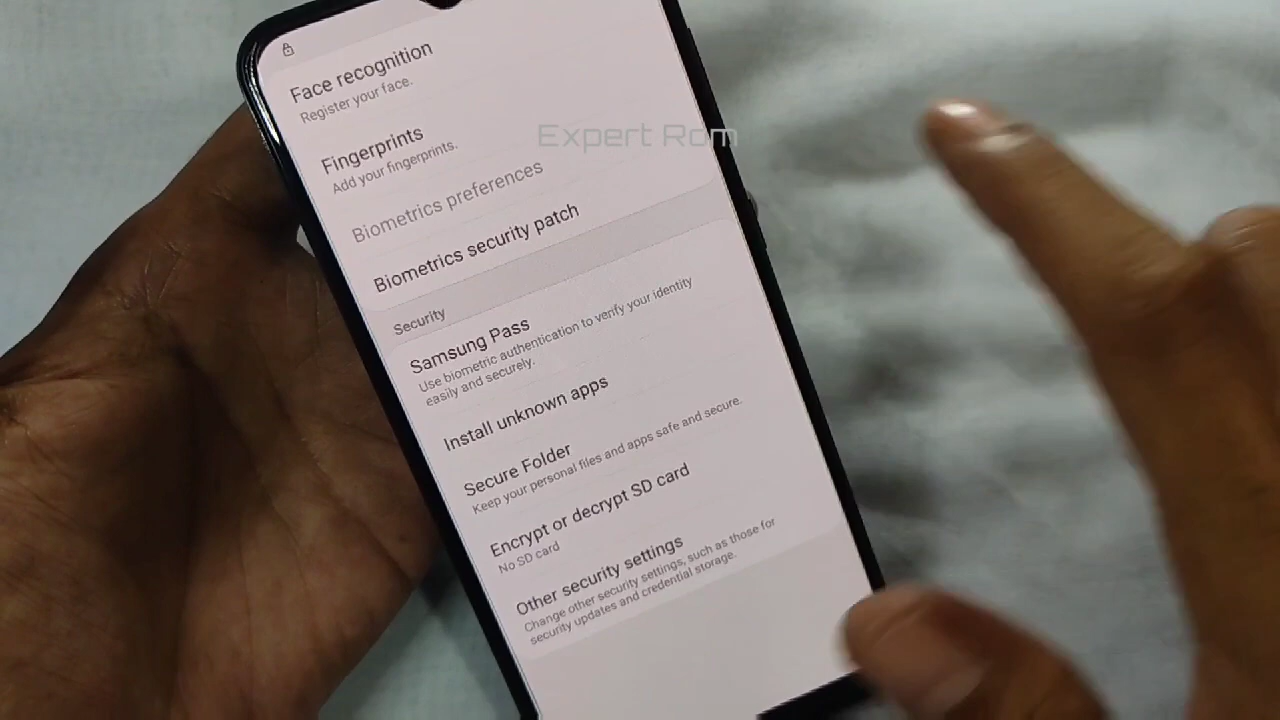 Face recognition
Register your face.
Expert Rom
Fingerprints
Add your fingerprints.
Biometrics preferences
Biometrics security patch
Security
Samsung Pass
Use biometric authentication to verify your identity
easily and securely.
Install unknown apps
Secure Folder
Keep your personal files and apps safe and secure.
Encrypt or decrypt SD card
No SD card
Other security settings
Change other security settings, such as those for
security updates and credential storage.